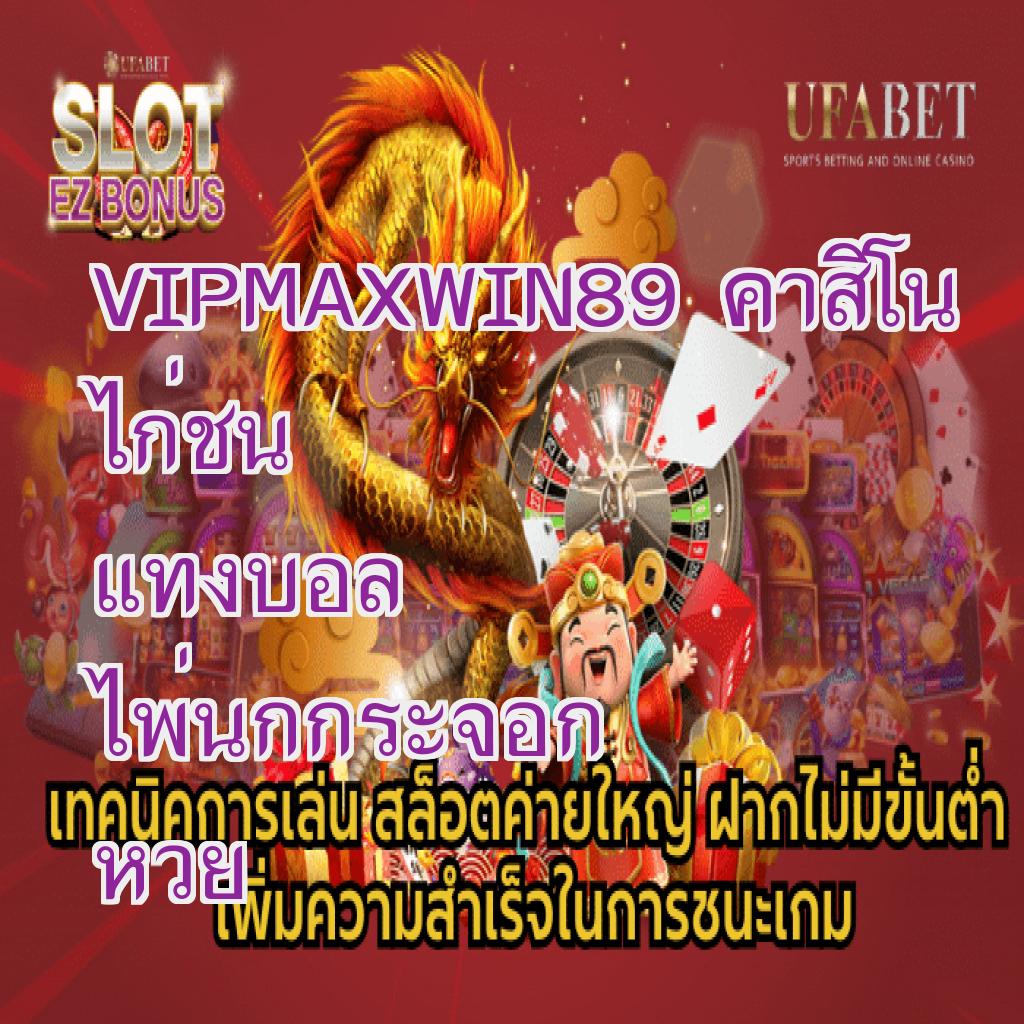 UFABET
SLOT
EZ BONUS
UFABET
SPORTS BETTING AND ONLINE CASINO
VIPMAXWIN89 คาสิโน
ไก่ชน
แทงบอล
ไพ่นกกระจอก
เทคนิคการเล่น สล็อตค่ายใหญ่ ฝากไม่มีขั้นต่ำ
หวย
เพิ่มความสำเร็จในการชนะเกม